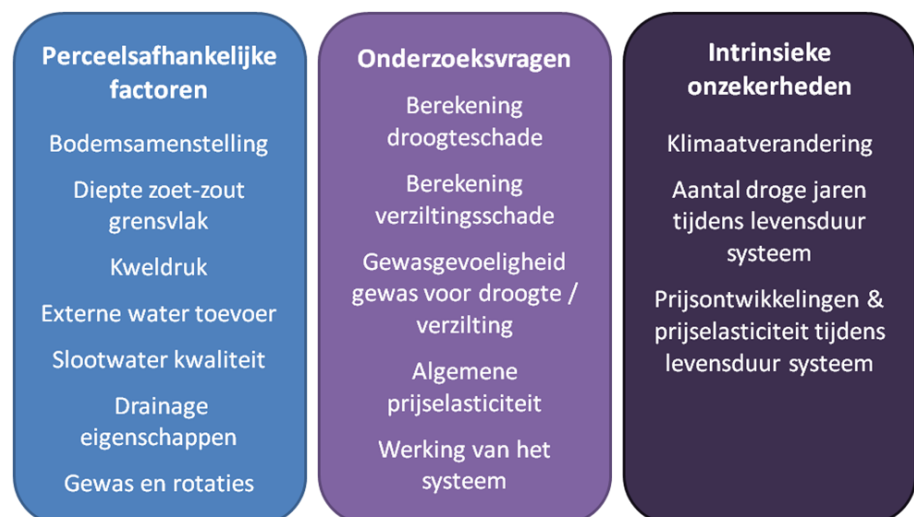 Perceelsafhankelijke
factoren
Bodemsamenstelling
Diepte zoet-zout
grensvlak
Kweldruk
Externe water toevoer
Slootwater kwaliteit
Drainage
eigenschappen
Gewas en rotaties
Onderzoeksvragen
Berekening
droogteschade
Berekening
verziltingsschade
Gewasgevoeligheid
gewas voor droogte /
verzilting
Algemene
prijselasticiteit
Werking van het
systeem
Intrinsieke
onzekerheden
Klimaatverandering
Aantal droge jaren
tijdens levensduur
systeem
Prijsontwikkelingen &
prijselasticiteit tijdens
levensduur systeem